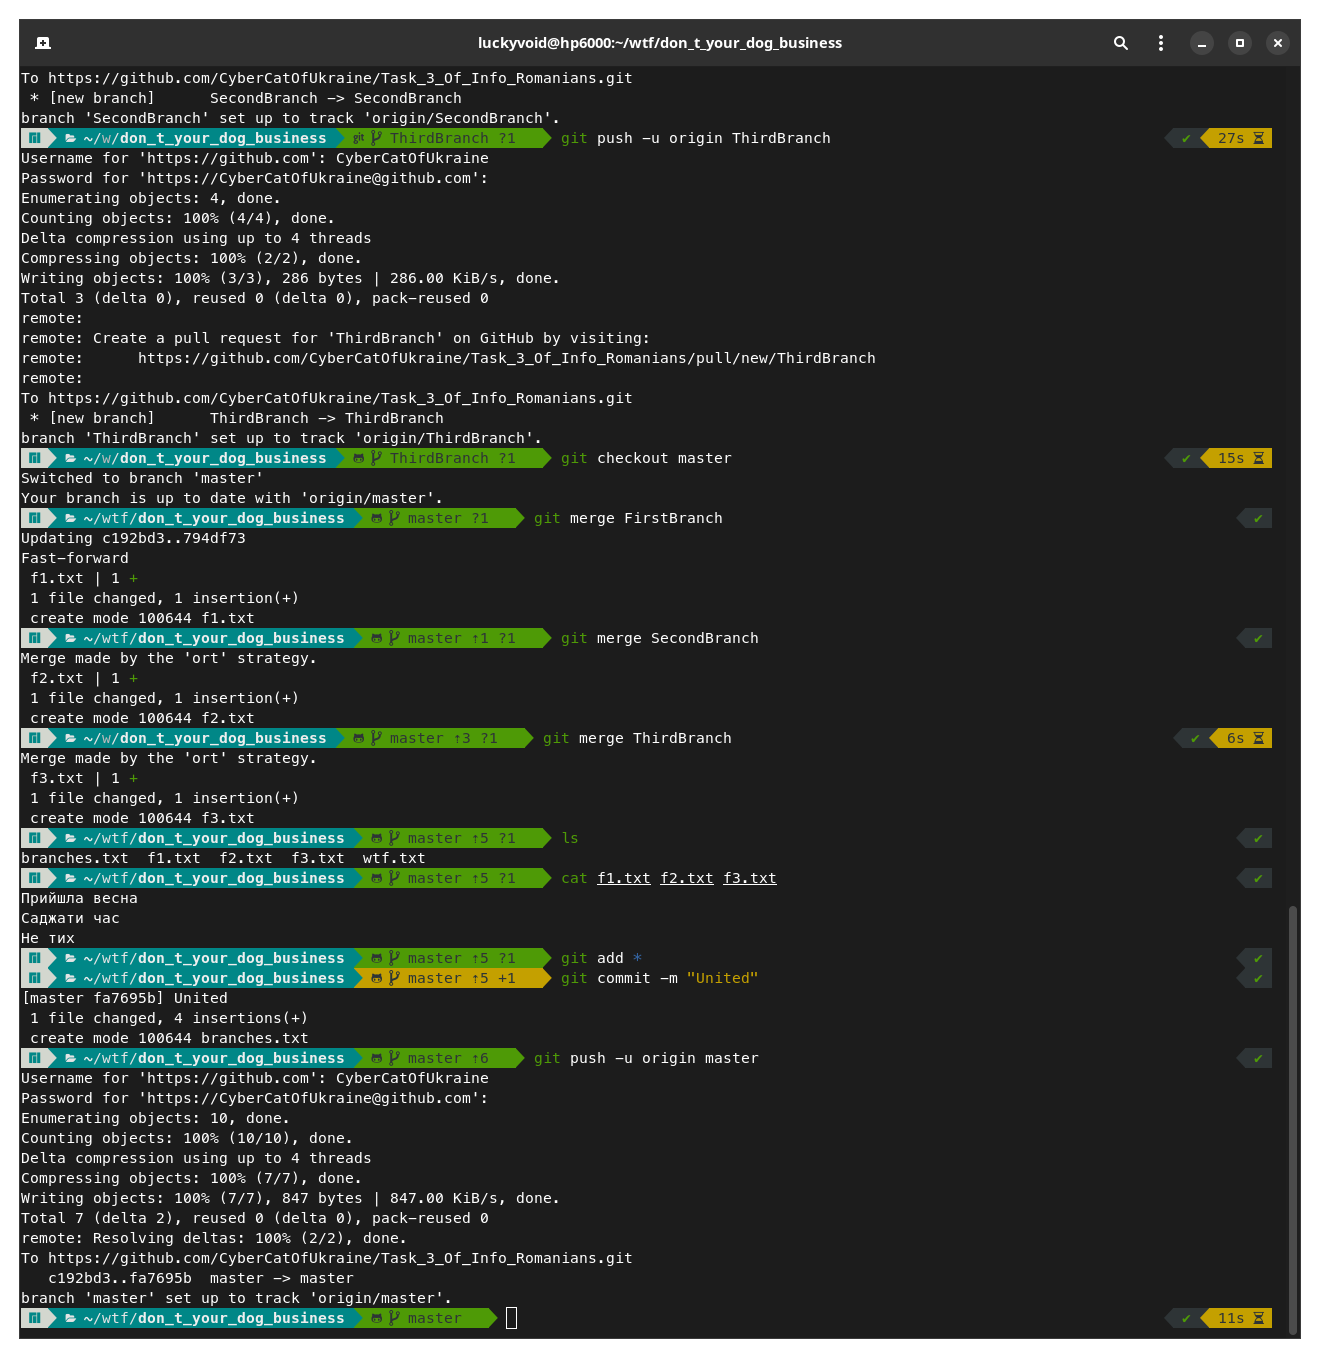 luckyvoid@hp6000:~/wtf/don_t_your_dog_business
To https://github.com/CyberCatOfUkraine/Task_3_Of_Info_Romanians.git
 * [new branch]      SecondBranch -> SecondBranch
branch 'SecondBranch' set up to track 'origin/SecondBranch'.
~/w/don_t_your_dog_business git ThirdBranch ?1 git push -u origin ThirdBranch ✔ 27s
Username for 'https://github.com': CyberCatOfUkraine
Password for 'https://CyberCatOfUkraine@github.com':
Enumerating objects: 4, done.
Counting objects: 100% (4/4), done.
Delta compression using up to 4 threads
Compressing objects: 100% (2/2), done.
Writing objects: 100% (3/3), 286 bytes | 286.00 KiB/s, done.
Total 3 (delta 0), reused 0 (delta 0), pack-reused 0
remote:
remote: Create a pull request for 'ThirdBranch' on GitHub by visiting:
remote:      https://github.com/CyberCatOfUkraine/Task_3_Of_Info_Romanians/pull/new/ThirdBranch
remote:
To https://github.com/CyberCatOfUkraine/Task_3_Of_Info_Romanians.git
 * [new branch]      ThirdBranch -> ThirdBranch
branch 'ThirdBranch' set up to track 'origin/ThirdBranch'.
~/w/don_t_your_dog_business ThirdBranch ?1 git checkout master ✔ 15s
Switched to branch 'master'
Your branch is up to date with 'origin/master'.
~/wtf/don_t_your_dog_business master ?1 git merge FirstBranch ✔
Updating c192bd3..794df73
Fast-forward
 f1.txt | 1 +
 1 file changed, 1 insertion(+)
 create mode 100644 f1.txt
~/wtf/don_t_your_dog_business master ⇡1 ?1 git merge SecondBranch ✔
Merge made by the 'ort' strategy.
 f2.txt | 1 +
 1 file changed, 1 insertion(+)
 create mode 100644 f2.txt
~/w/don_t_your_dog_business master ⇡3 ?1 git merge ThirdBranch ✔ 6s
Merge made by the 'ort' strategy.
 f3.txt | 1 +
 1 file changed, 1 insertion(+)
 create mode 100644 f3.txt
~/wtf/don_t_your_dog_business master ⇡5 ?1 ls ✔
branches.txt  f1.txt  f2.txt  f3.txt  wtf.txt
~/wtf/don_t_your_dog_business master ⇡5 ?1 cat f1.txt f2.txt f3.txt ✔
Прийшла весна
Саджати час
Не тих
~/wtf/don_t_your_dog_business master ⇡5 ?1 git add * ✔
~/wtf/don_t_your_dog_business master ⇡5 +1 git commit -m "United" ✔
[master fa7695b] United
 1 file changed, 4 insertions(+)
 create mode 100644 branches.txt
~/wtf/don_t_your_dog_business master ⇡6 git push -u origin master ✔
Username for 'https://github.com': CyberCatOfUkraine
Password for 'https://CyberCatOfUkraine@github.com':
Enumerating objects: 10, done.
Counting objects: 100% (10/10), done.
Delta compression using up to 4 threads
Compressing objects: 100% (7/7), done.
Writing objects: 100% (7/7), 847 bytes | 847.00 KiB/s, done.
Total 7 (delta 2), reused 0 (delta 0), pack-reused 0
remote: Resolving deltas: 100% (2/2), done.
To https://github.com/CyberCatOfUkraine/Task_3_Of_Info_Romanians.git
   c192bd3..fa7695b  master -> master
branch 'master' set up to track 'origin/master'.
~/wtf/don_t_your_dog_business master ✔ 11s